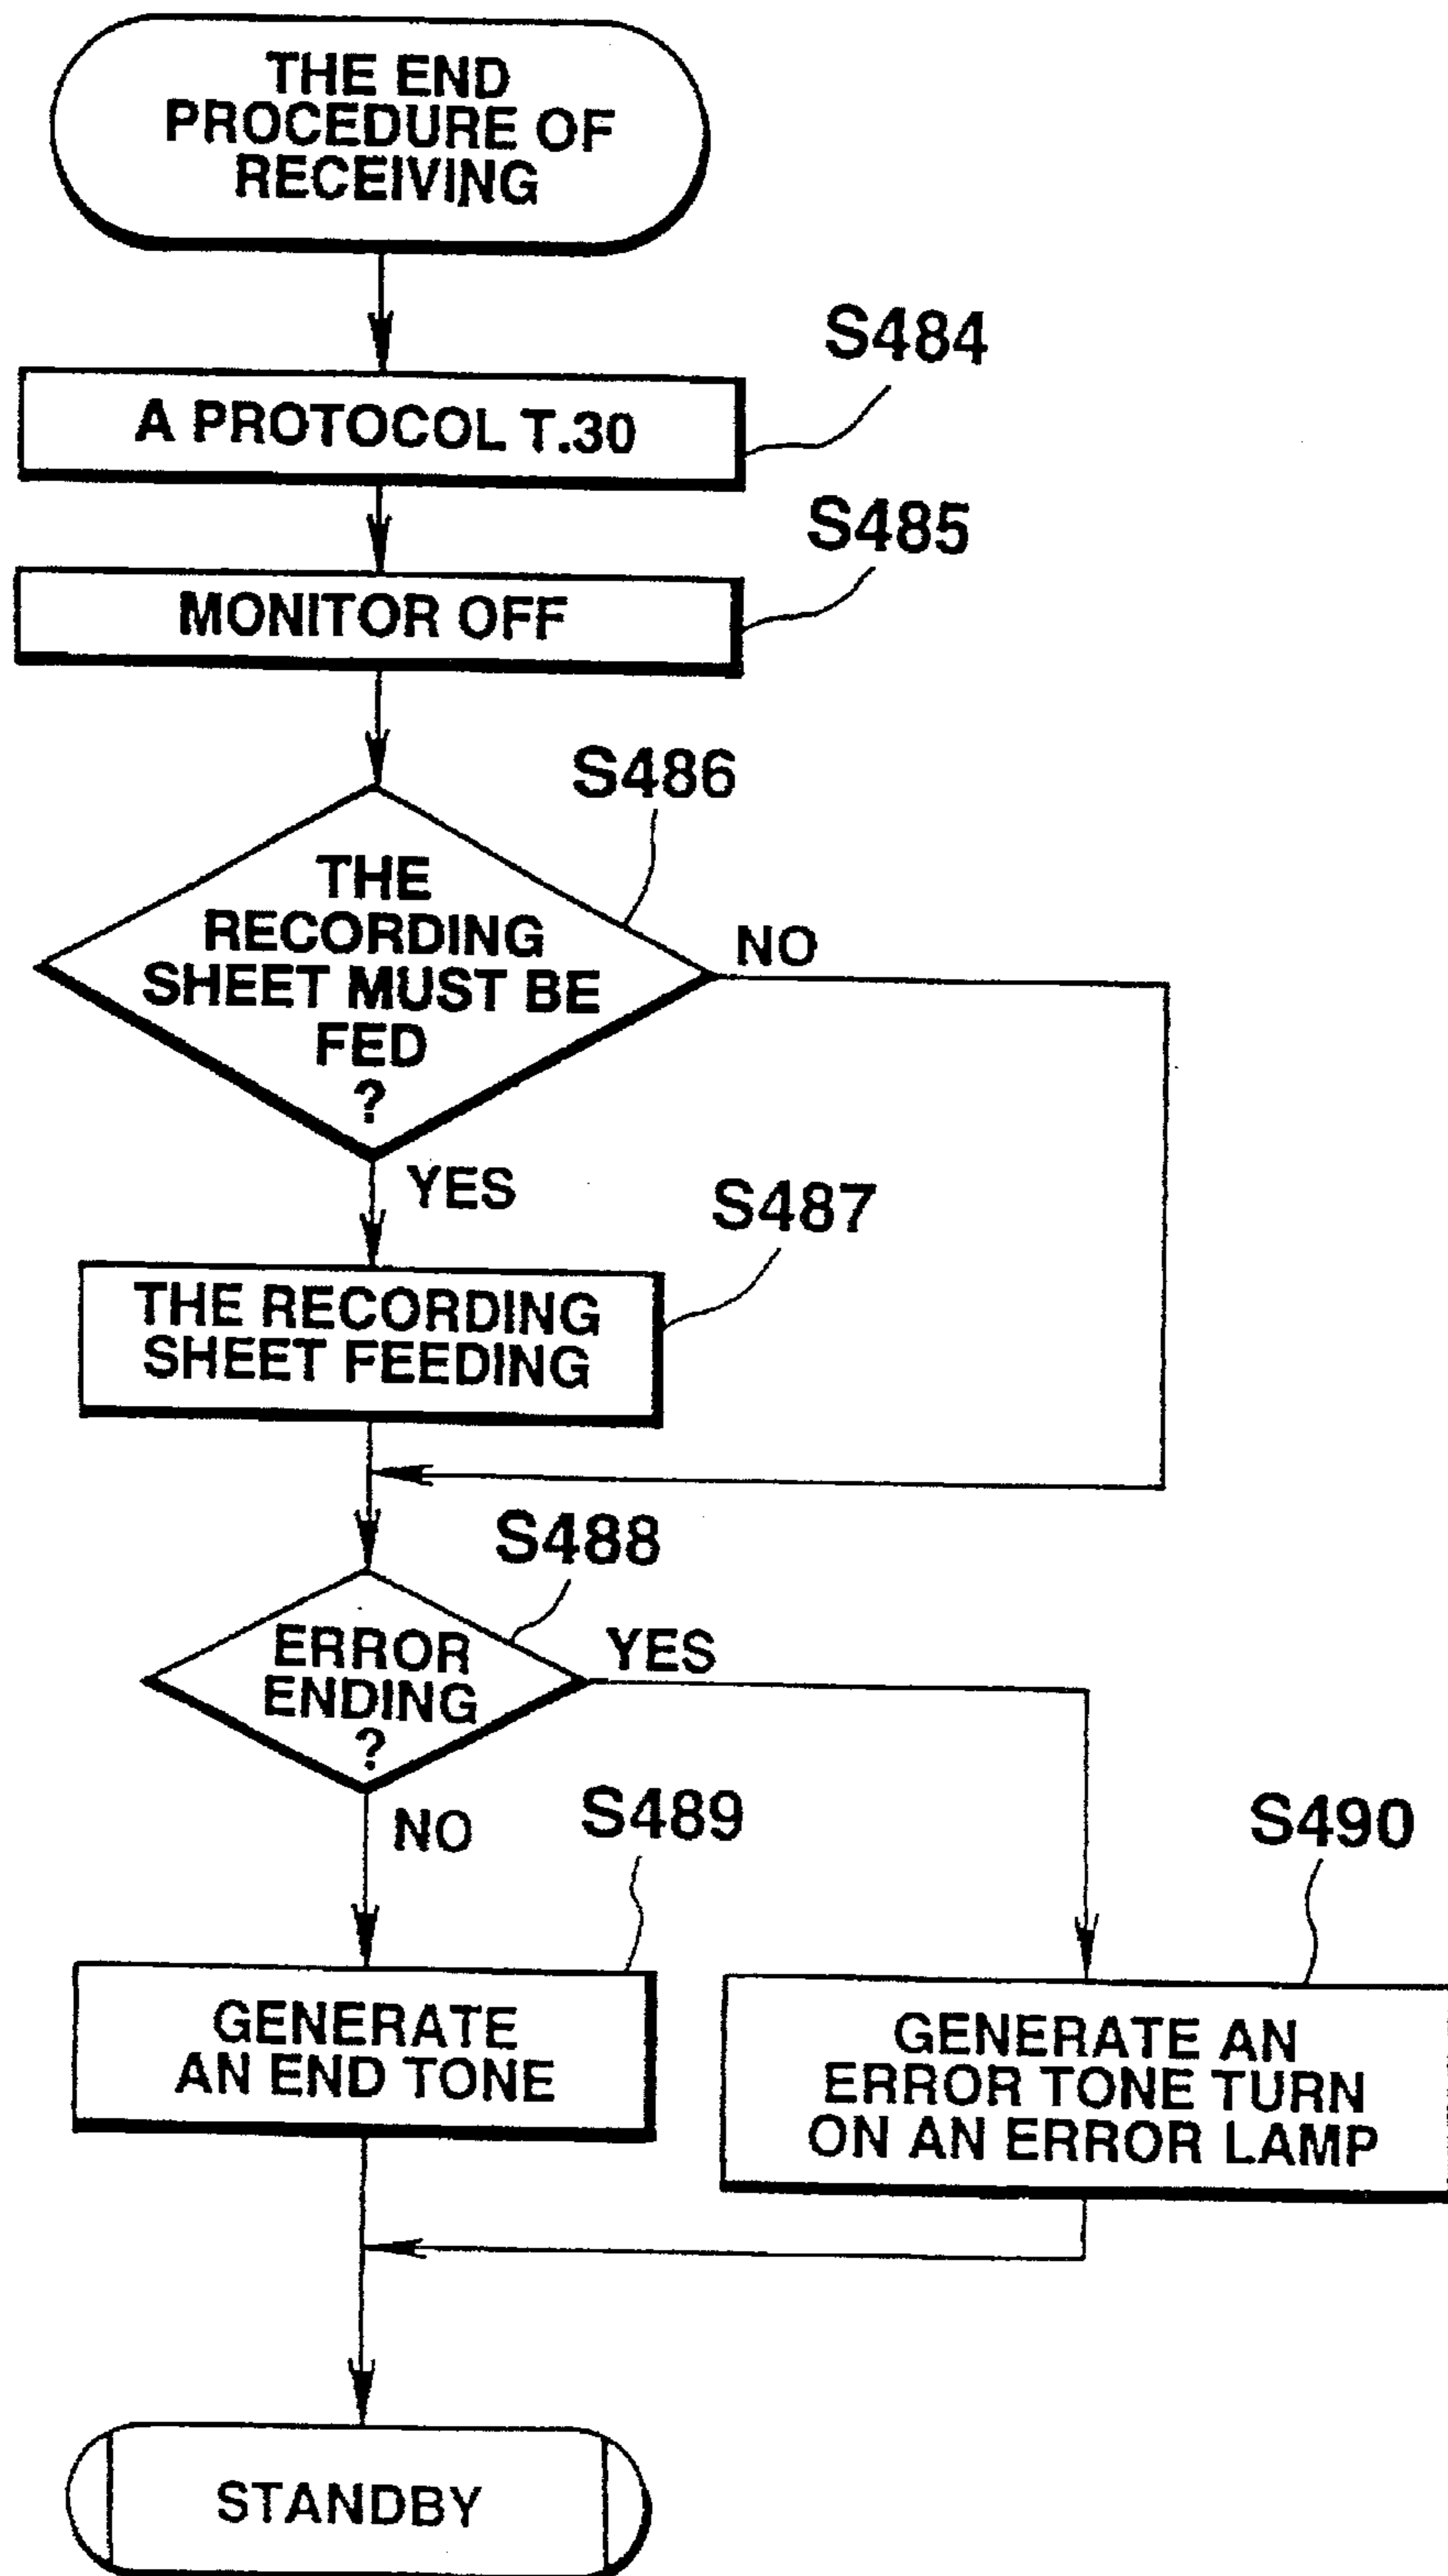 THE END
PROCEDURE OF
RECEIVING
S484
A PROTOCOL T.30
S485
MONITOR OFF
S486
THE
RECORDING
SHEET MUST BE
FED
?
NO
YES
S487
THE RECORDING
SHEET FEEDING
S488
ERROR
ENDING
?
YES
NO
S489
GENERATE
AN END TONE
S490
GENERATE AN
ERROR TONE TURN
ON AN ERROR LAMP
STANDBY